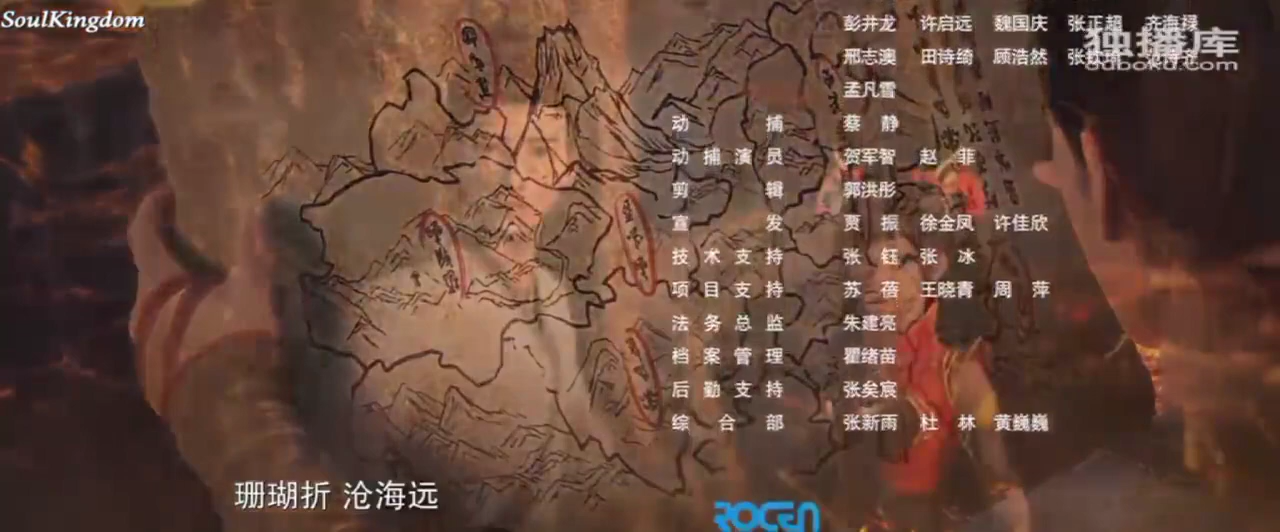 SoulKingdom
彭井龙 许启远 魏国庆 张正超 齐海禄
邢志澳 田诗绮 顾浩然
独播库
孟凡雪
动捕 蔡静
动捕演员 贺军智 赵菲
剪辑 郭洪彤
宣发 贾振 徐金凤 许佳欣
技术支持 张钰 张冰
项目支持 苏蓓 王晓青 周萍
法务总监 朱建亮
档案管理 瞿绪苗
后勤支持 张矣宸
综合部 张新雨 杜林 黄巍巍
珊瑚折 沧海远
ROCEN